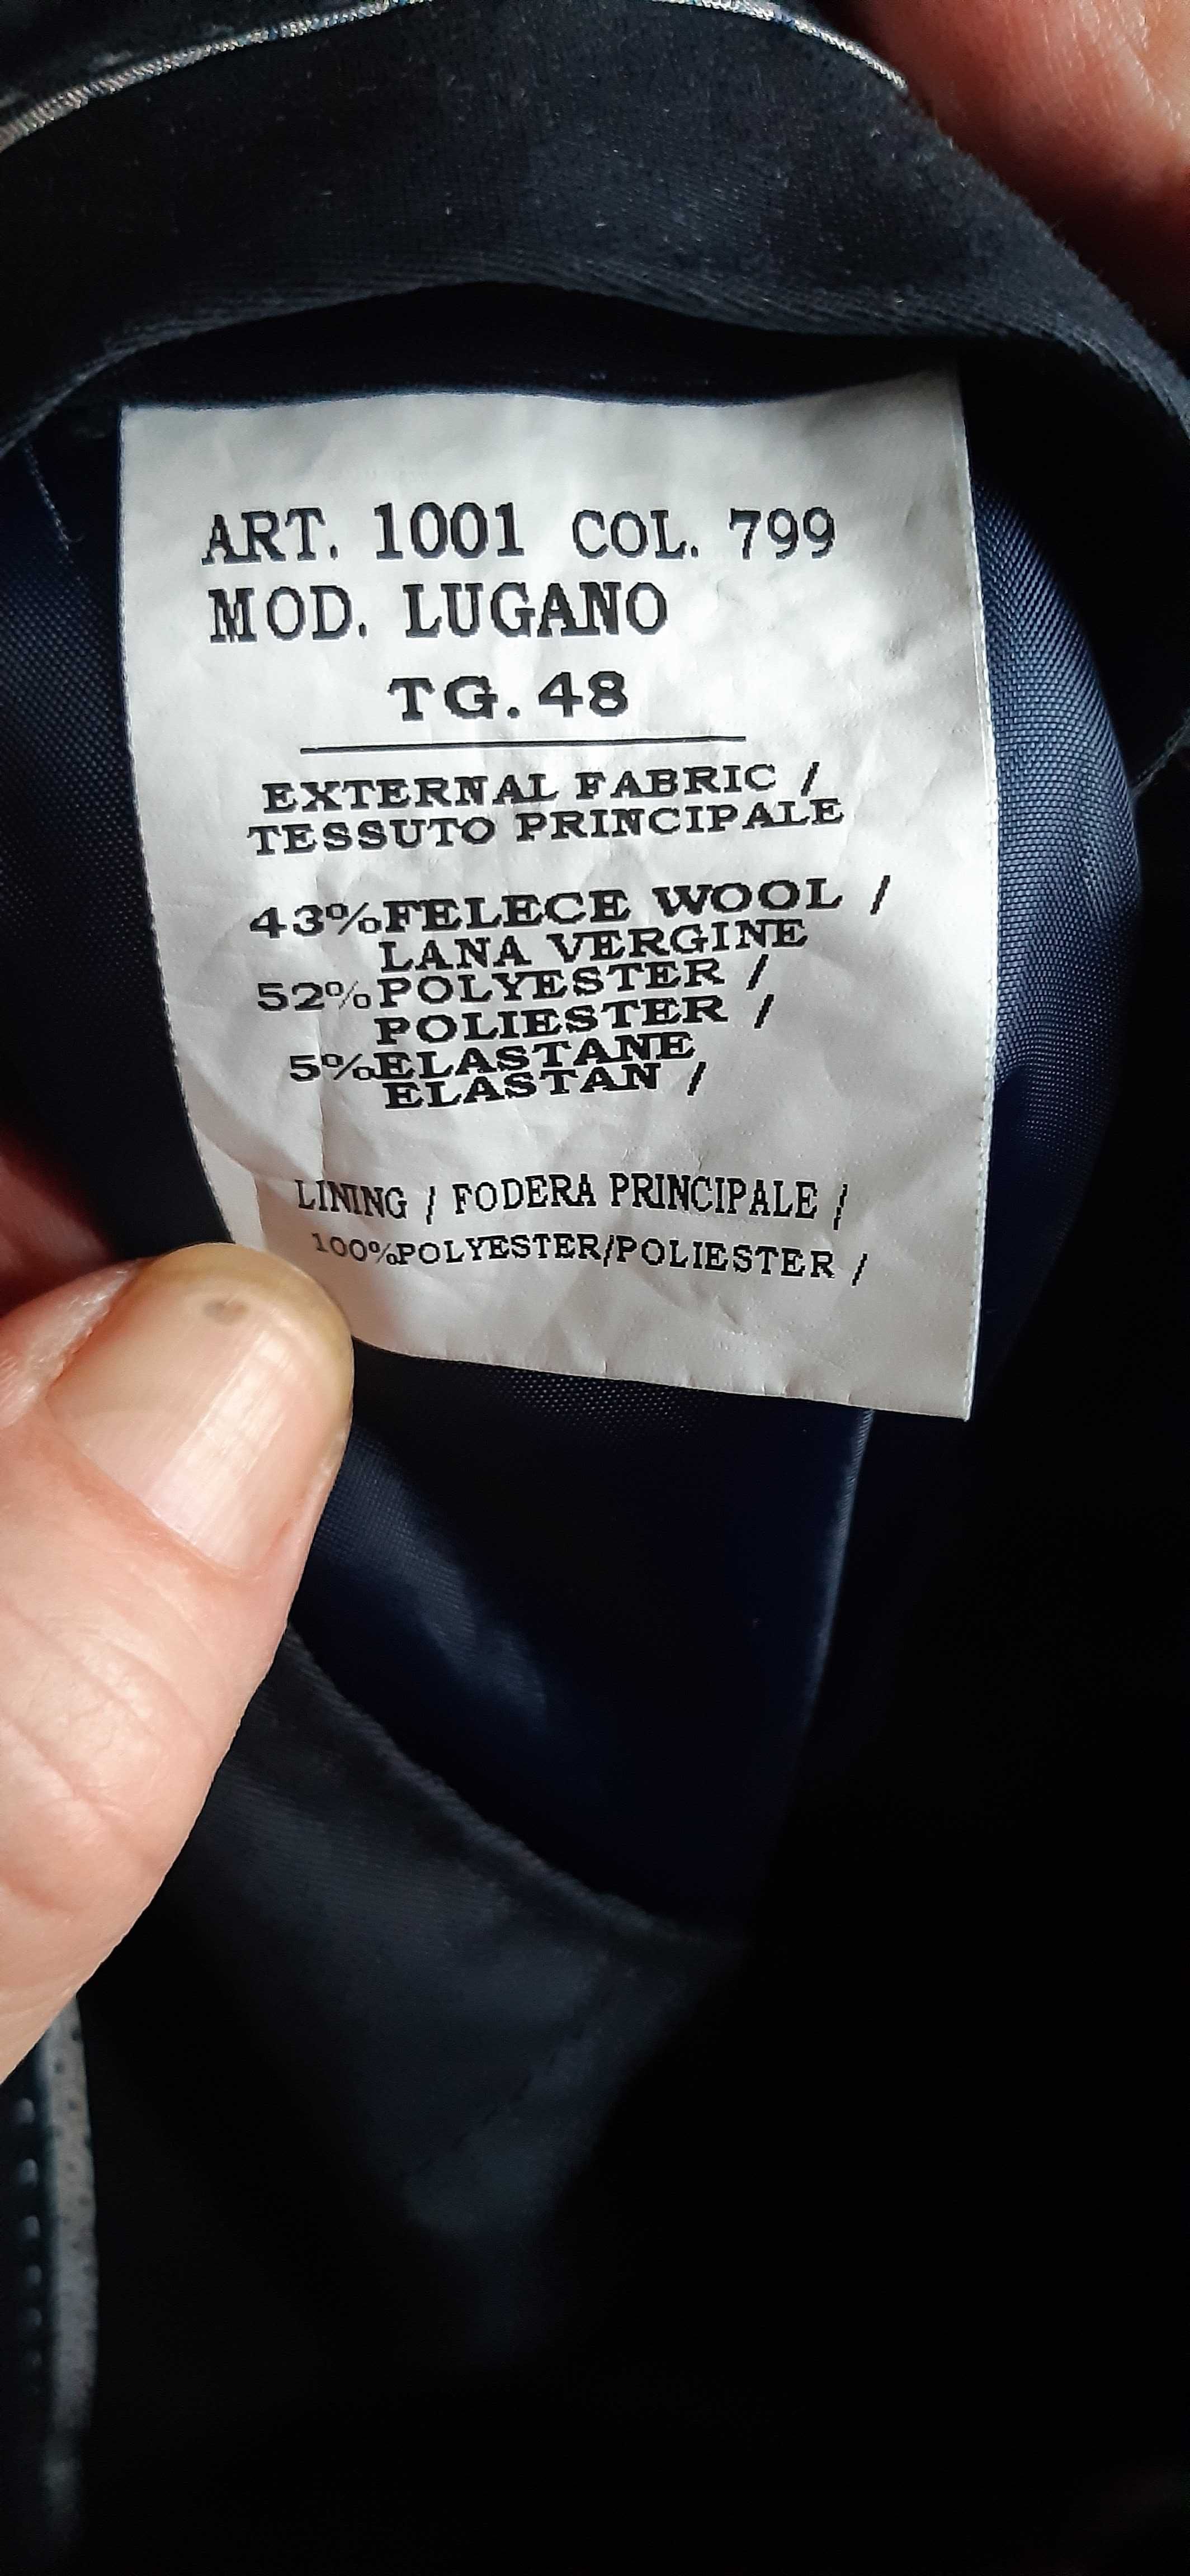 ART. 1001 COL. 799
MOD. LUGANO
TG. 48
EXTERNAL FABRIC /
TESSUTO PRINCIPALE
43%FELECE WOOL /
LANA VERGINE
52%POLYESTER /
POLIESTER /
5%ELASTANE
ELASTAN /
LINING / FODERA PRINCIPALE /
100%POLYESTER/POLIESTER /